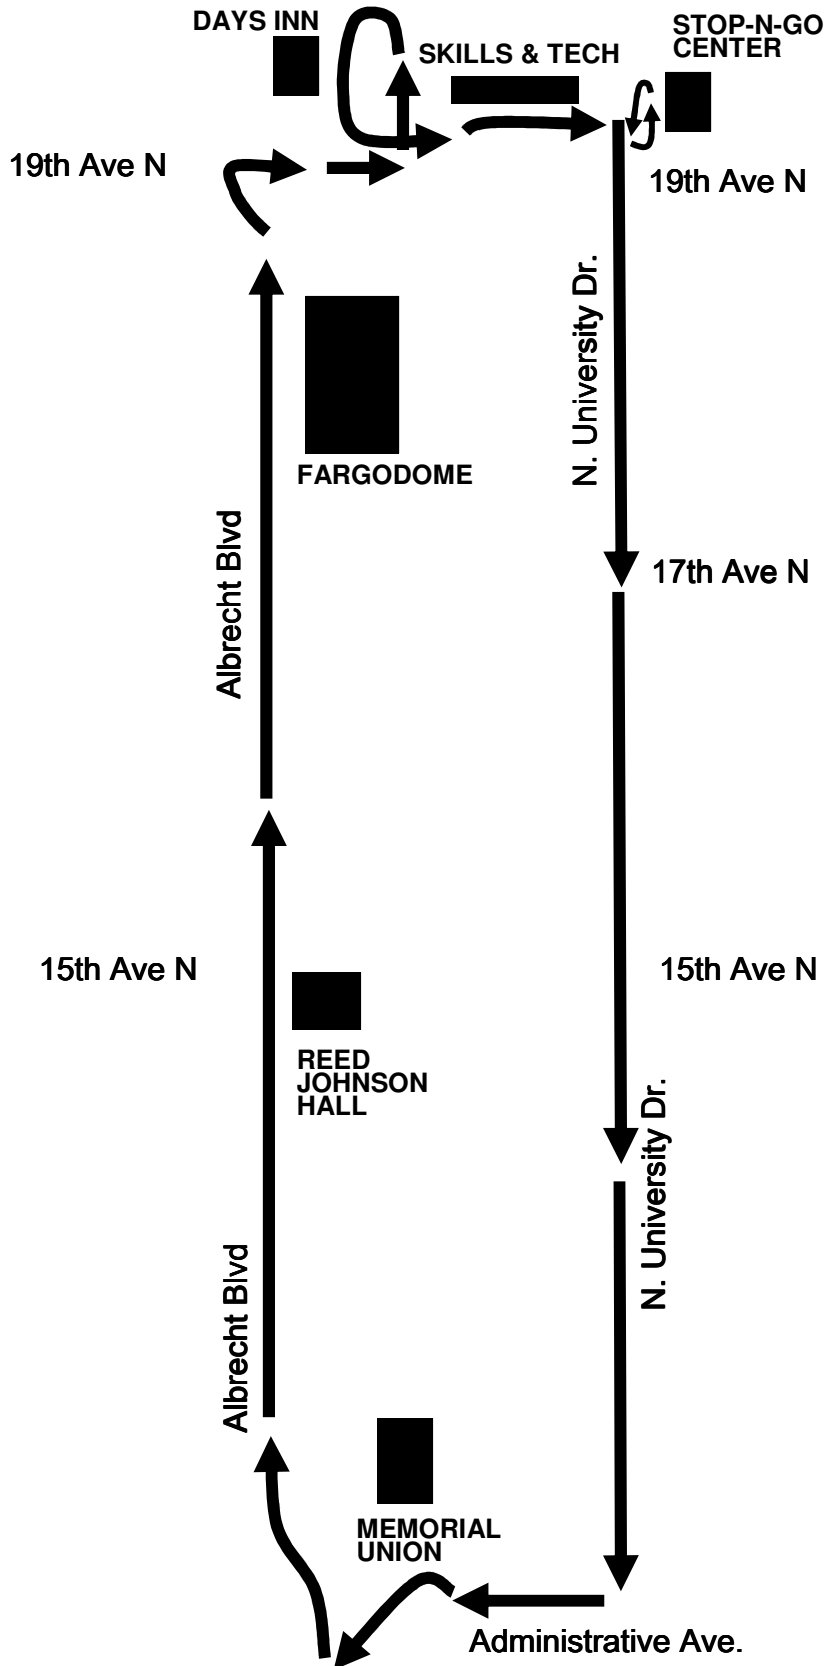 DAYS INN
STOP-N-GO
CENTER
SKILLS & TECH
19th Ave N
19th Ave N
N. University Dr.
FARGODOME
Albrecht Blvd
17th Ave N
15th Ave N
15th Ave N
REED
JOHNSON
HALL
N. University Dr.
Albrecht Blvd
MEMORIAL
UNION
Administrative Ave.